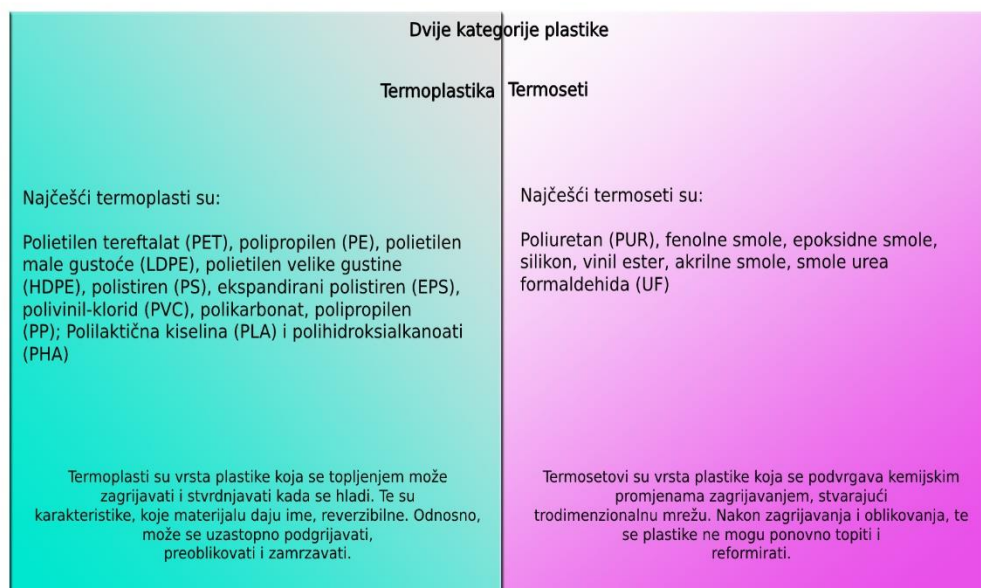 Dvije kategorije plastike
Termoplastika
Termoseti
Najčešći termoplasti su:
Polietilen tereftalat (PET), polipropilen (PE), polietilen
male gustoće (LDPE), polietilen velike gustine
(HDPE), polistiren (PS), ekspandirani polistiren (EPS),
polivinil-klorid (PVC), polikarbonat, polipropilen
(PP); Polilaktična kiselina (PLA) i polihidroksialkanoati
(PHA)
Termoplasti su vrsta plastike koja se topljenjem može
zagrijavati i stvrdnjavati kada se hladi. Te su
karakteristike, koje materijalu daju ime, reverzibilne. Odnosno,
može se uzastopno podgrijavati,
preoblikovati i zamrzavati.
Najčešći termoseti su:
Poliuretan (PUR), fenolne smole, epoksidne smole,
silikon, vinil ester, akrilne smole, smole urea
formaldehida (UF)
Termosetovi su vrsta plastike koja se podvrgava kemijskim
promjenama zagrijavanjem, stvarajući
trodimenzionalnu mrežu. Nakon zagrijavanja i oblikovanja, te
se plastike ne mogu ponovno topiti i
reformirati.